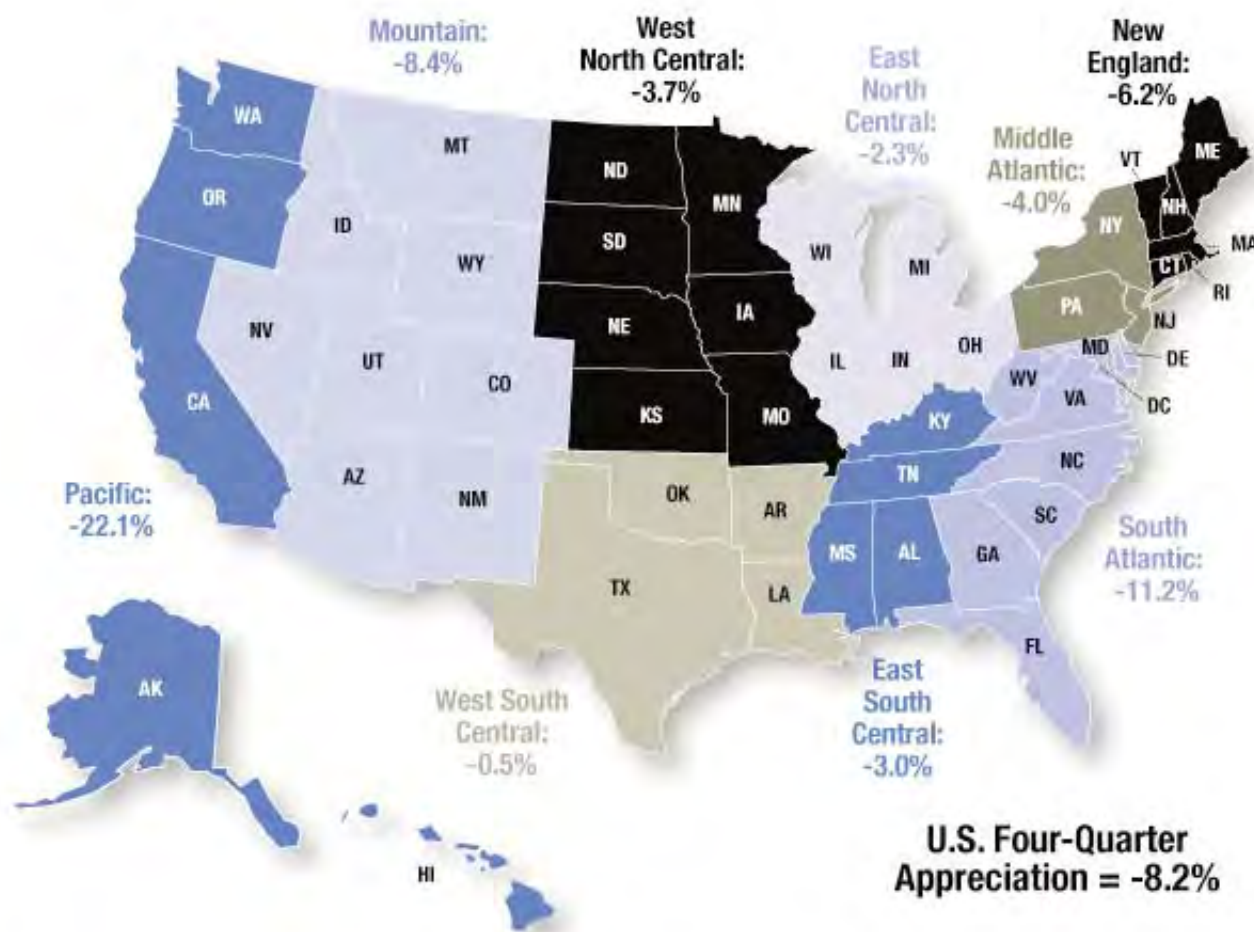 Mountain:
-8.4%
West
North Central:
-3.7%
East
North
Central:
-2.3%
New
England:
-6.2%
Middle
Atlantic:
-4.0%
WA
MT
ND
MN
VT
ME
OR
ID
SD
WI
MI
NY
NH
MA
WY
CT
RI
NV
UT
CO
NE
IA
IL
IN
OH
PA
NJ
MD
DE
CA
KS
MO
WV
VA
DC
KY
Pacific:
-22.1%
AZ
NM
OK
AR
TN
NC
SC
South
Atlantic:
-11.2%
TX
LA
MS
AL
GA
FL
AK
West South
Central:
-0.5%
East
South
Central:
-3.0%
HI
U.S. Four-Quarter
Appreciation = -8.2%